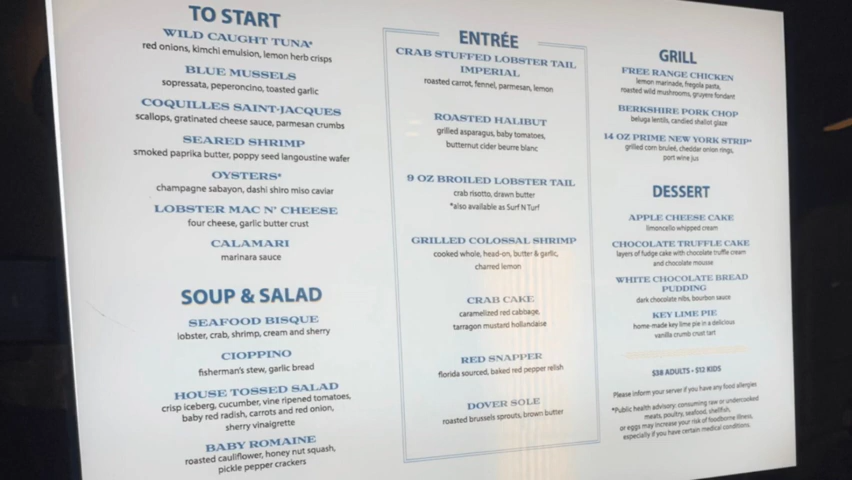 TO START
WILD CAUGHT TUNA*
red onions, kimchi emulsion, lemon herb crisps
BLUE MUSSELS
sopressata, peperoncino, toasted garlic
COQUILLES SAINT-JACQUES
scallops, gratinated cheese sauce, parmesan crumbs
SEARED SHRIMP
smoked paprika butter, poppy seed langoustine wafer
OYSTERS*
champagne sabayon, dashi shiro miso caviar
LOBSTER MAC N' CHEESE
four cheese, garlic butter crust
CALAMARI
marinara sauce
SOUP & SALAD
SEAFOOD BISQUE
lobster, crab, shrimp, cream and sherry
CIOPPINO
fisherman's stew, garlic bread
HOUSE TOSSED SALAD
crisp iceberg, cucumber, vine ripened tomatoes,
baby red radish, carrots and red onion,
sherry vinaigrette
BABY ROMAINE
roasted cauliflower, honey nut squash,
pickle pepper crackers
ENTRÉE
CRAB STUFFED LOBSTER TAIL
IMPERIAL
roasted carrot, fennel, parmesan, lemon
ROASTED HALIBUT
grilled asparagus, baby tomatoes,
butternut cider beurre blanc
9 OZ BROILED LOBSTER TAIL
crab risotto, drawn butter
*also available as Surf N Turf
GRILLED COLOSSAL SHRIMP
cooked whole, head-on, butter & garlic,
charred lemon
CRAB CAKE
caramelized red cabbage,
tarragon mustard hollandaise
RED SNAPPER
florida sourced, baked red pepper relish
DOVER SOLE
roasted brussels sprouts, brown butter
GRILL
FREE RANGE CHICKEN
lemon marinade, fregola pasta,
roasted wild mushrooms, gruyere fondant
BERKSHIRE PORK CHOP
beluga lentils, candied shallot glaze
14 OZ PRIME NEW YORK STRIP*
grilled corn bruleé, cheddar onion rings,
port wine jus
DESSERT
APPLE CHEESE CAKE
limoncello whipped cream
CHOCOLATE TRUFFLE CAKE
layers of fudge cake with chocolate truffle cream
and chocolate mousse
WHITE CHOCOLATE BREAD
PUDDING
dark chocolate nibs, bourbon sauce
KEY LIME PIE
home-made key lime pie in a delicious
vanilla crumb crust tart
$38 ADULTS • $12 KIDS
Please inform your server if you have any food allergies
*Public health advisory: consuming raw or undercooked
meats, poultry, seafood, shellfish,
or eggs may increase your risk of foodborne illness,
especially if you have certain medical conditions.